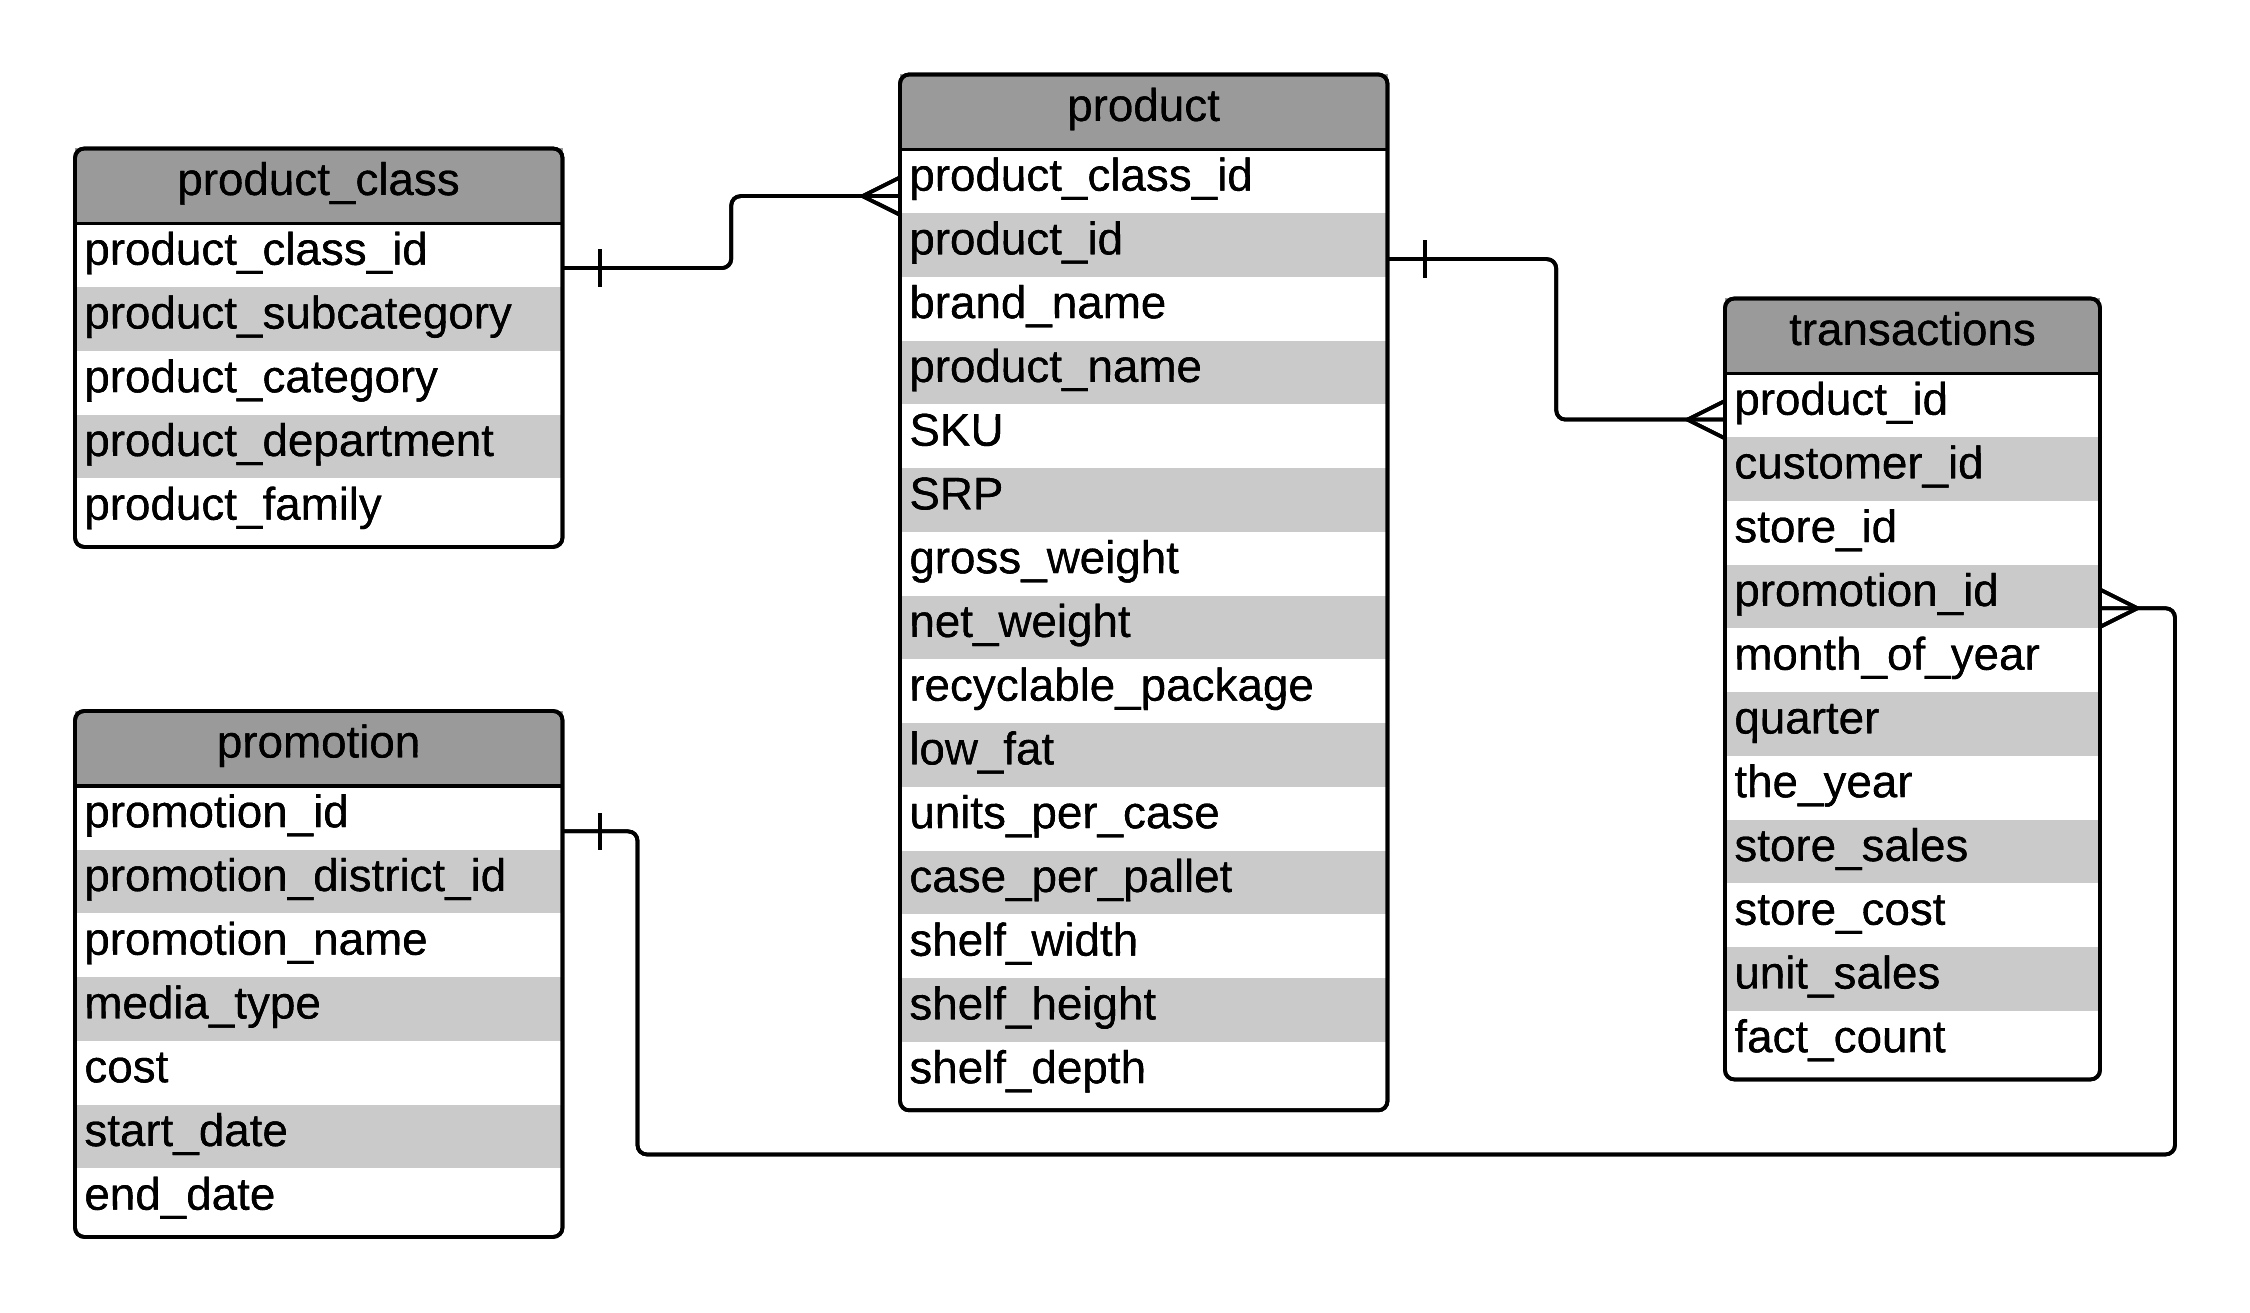 product_class
product_class_id
product_subcategory
product_category
product_department
product_family
promotion
promotion_id
promotion_district_id
promotion_name
media_type
cost
start_date
end_date
product
product_class_id
product_id
brand_name
product_name
SKU
SRP
gross_weight
net_weight
recyclable_package
low_fat
units_per_case
case_per_pallet
shelf_width
shelf_height
shelf_depth
transactions
product_id
customer_id
store_id
promotion_id
month_of_year
quarter
the_year
store_sales
store_cost
unit_sales
fact_count